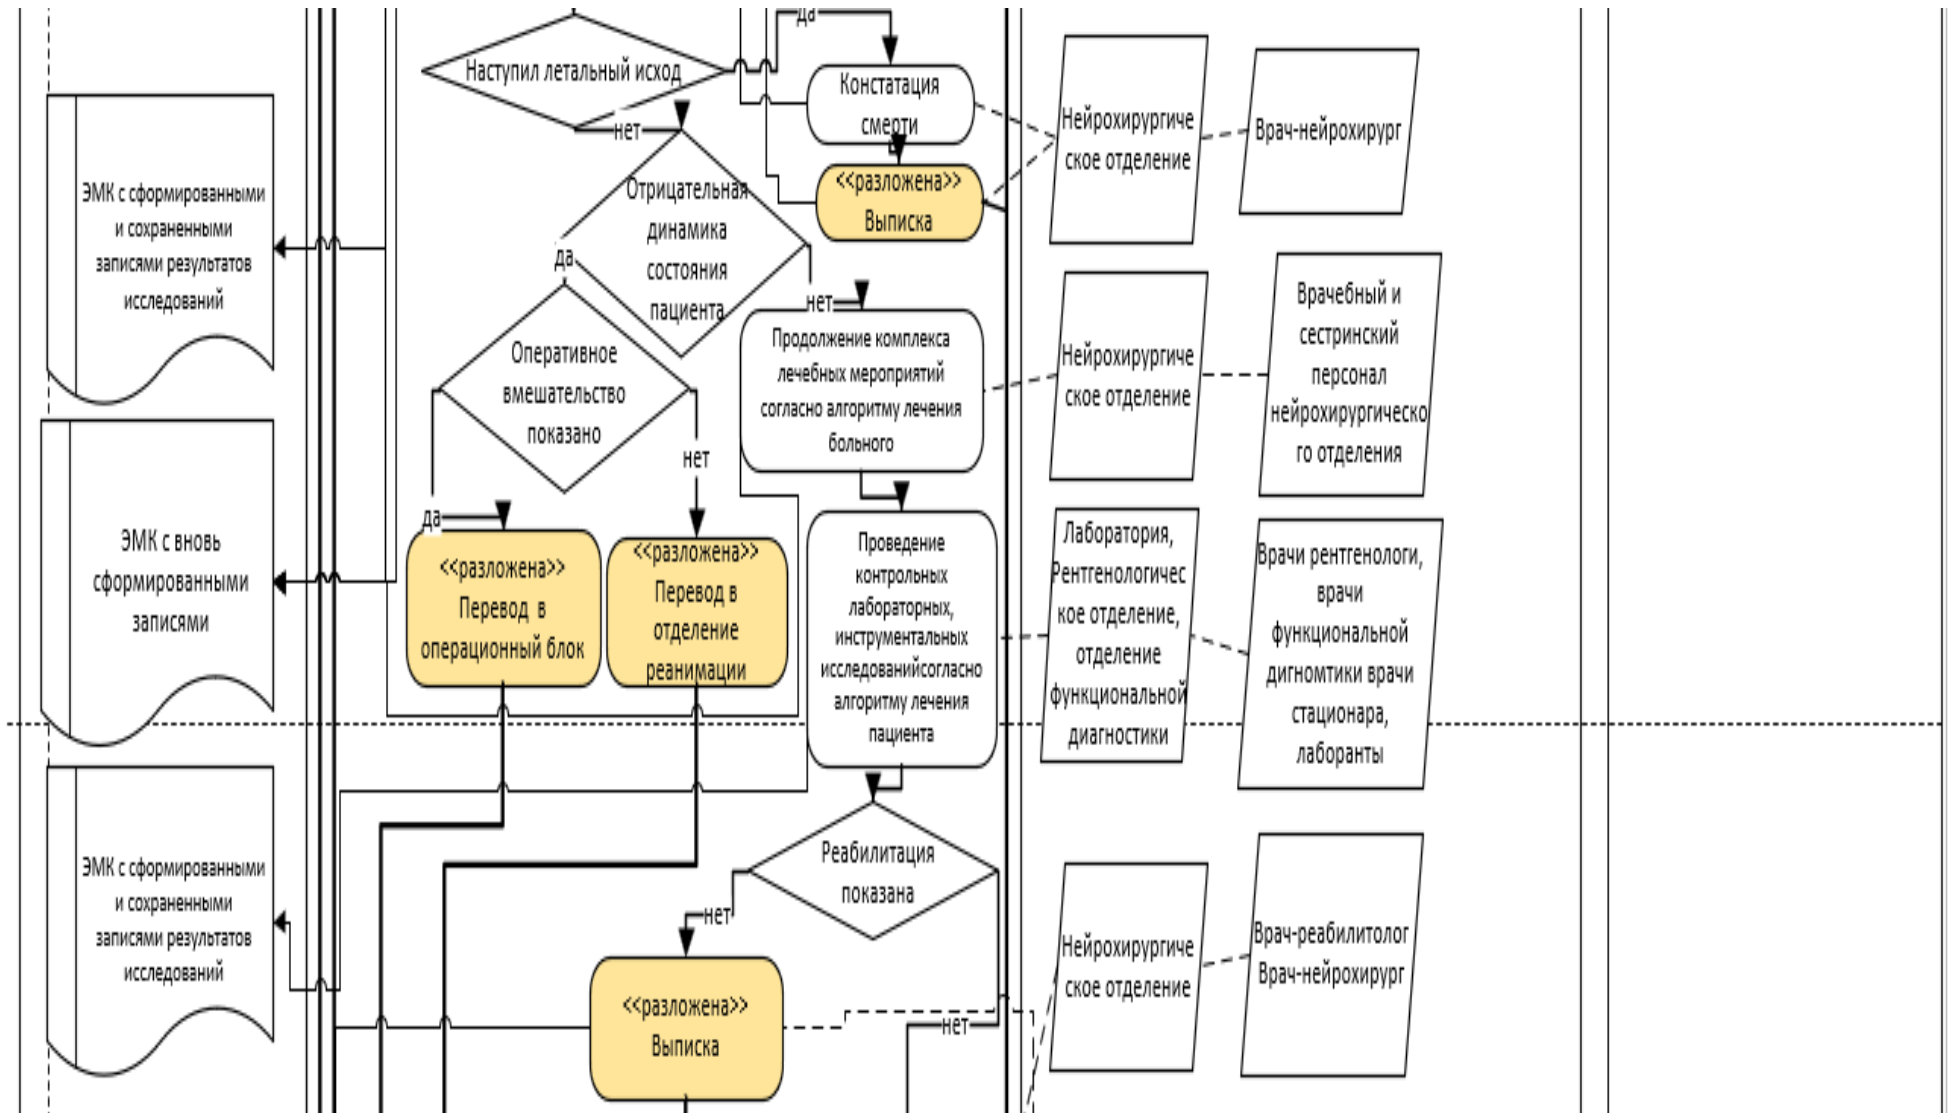 да
Наступил летальный исход
Констатация
смерти
Нейрохирургиче
ское отделение
Врач-нейрохирург
нет
<<разложена>>
Выписка
ЭМК с сформированными
и сохраненными
записями результатов
исследований
Отрицательная
динамика
состояния
пациента
да
нет
Оперативное
вмешательство
показано
Продолжение комплекса
лечебных мероприятий
согласно алгоритму лечения
больного
Нейрохирургиче
ское отделение
Врачебный и
сестринский
персонал
нейрохирургическо
го отделения
нет
да
ЭМК с вновь
сформированными
записями
<<разложена>>
Перевод в
операционный блок
<<разложена>>
Перевод в
отделение
реанимации
Проведение
контрольных
лабораторных,
инструментальных
исследованийсогласно
алгоритму лечения
пациента
Лаборатория,
Рентгенологичес
кое отделение,
отделение
функциональной
диагностики
Врачи рентгенологи,
врачи
функциональной
дигномтики врачи
стационара,
лаборанты
ЭМК с сформированными
и сохраненными
записями результатов
исследований
Реабилитация
показана
нет
<<разложена>>
Выписка
нет
Нейрохирургиче
ское отделение
Врач-реабилитолог
Врач-нейрохирург